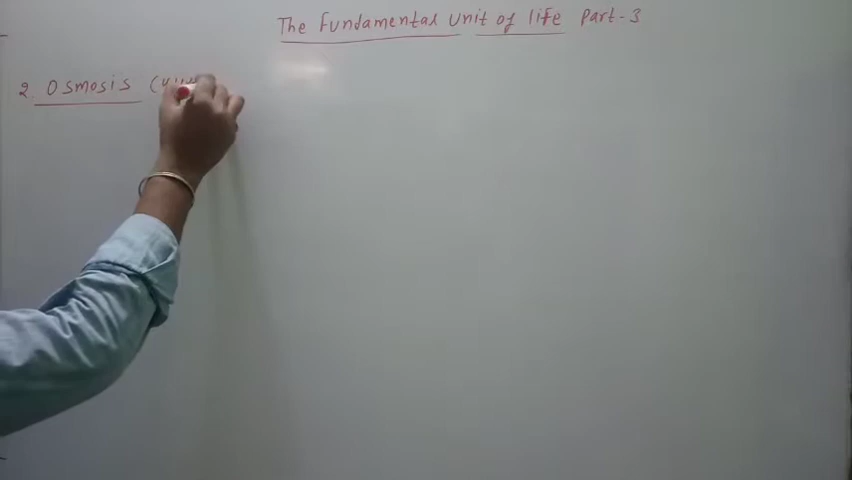 The Fundamental Unit of life Part-3
2. Osmosis